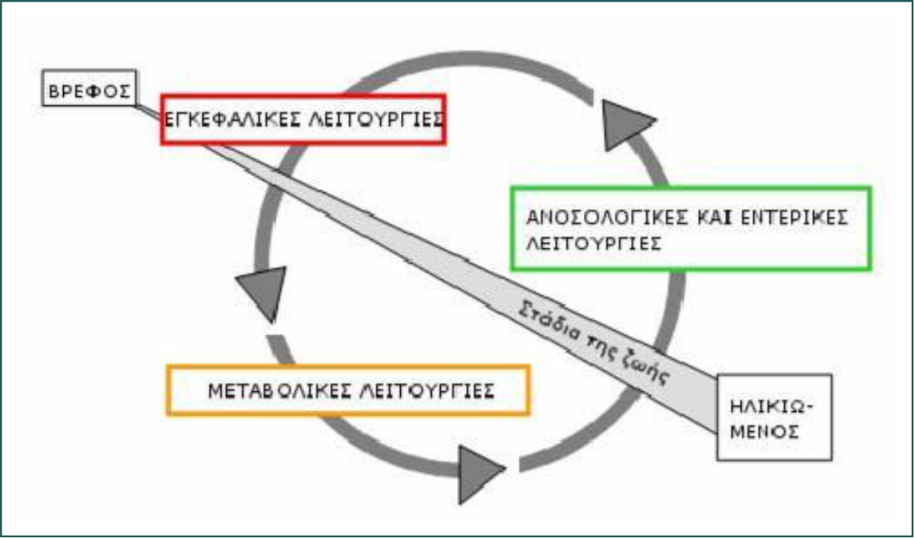 ΒΡΕΦΟΣ
ΕΓΚΕΦΑΛΙΚΕΣ ΛΕΙΤΟΥΡΓΙΕΣ
ΑΝΟΣΟΛΟΓΙΚΕΣ ΚΑΙ ΕΝΤΕΡΙΚΕΣ
ΛΕΙΤΟΥΡΓΙΕΣ
Στάδια της ζωής
ΜΕΤΑΒΟΛΙΚΕΣ ΛΕΙΤΟΥΡΓΙΕΣ
ΗΛΙΚΙΩ-
ΜΕΝΟΣ